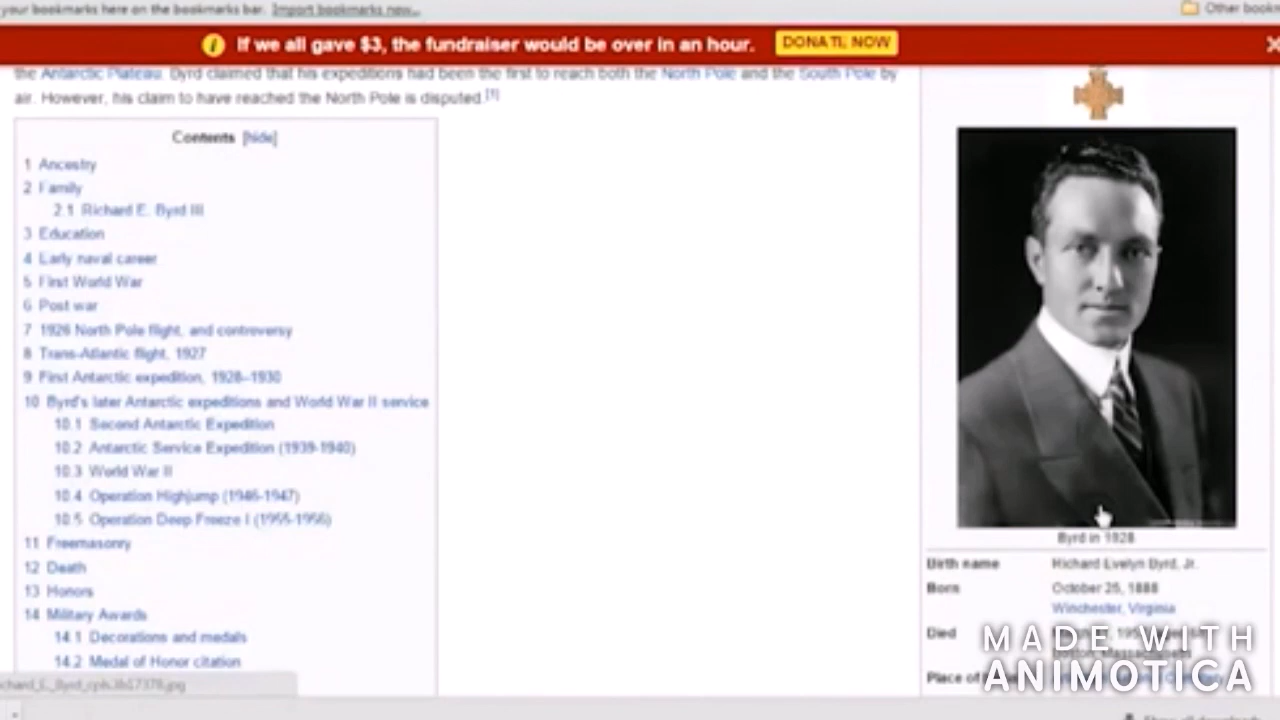 your bookmarks here on the bookmarks bar. Import bookmarks now...
Other book
If we all gave $3, the fundraiser would be over in an hour.
DONATE NOW
the Antarctic Plateau. Byrd claimed that his expeditions had been the first to reach both the North Pole and the South Pole by
air. However, his claim to have reached the North Pole is disputed.[1]
Contents [hide]
1 Ancestry
2 Family
2.1 Richard E. Byrd III
3 Education
4 Early naval career
5 First World War
6 Post war
7 1926 North Pole flight, and controversy
8 Trans-Atlantic flight, 1927
9 First Antarctic expedition, 1928–1930
10 Byrd's later Antarctic expeditions and World War II service
10.1 Second Antarctic Expedition
10.2 Antarctic Service Expedition (1939-1940)
10.3 World War II
10.4 Operation Highjump (1946-1947)
10.5 Operation Deep Freeze I (1955-1956)
11 Freemasonry
12 Death
13 Honors
14 Military Awards
14.1 Decorations and medals
14.2 Medal of Honor citation
Byrd in 1928
Birth name Richard Evelyn Byrd, Jr.
Born October 25, 1888
Winchester, Virginia
Died
Boston, Massachusetts
Place of
MADE WITH
ANIMOTICA